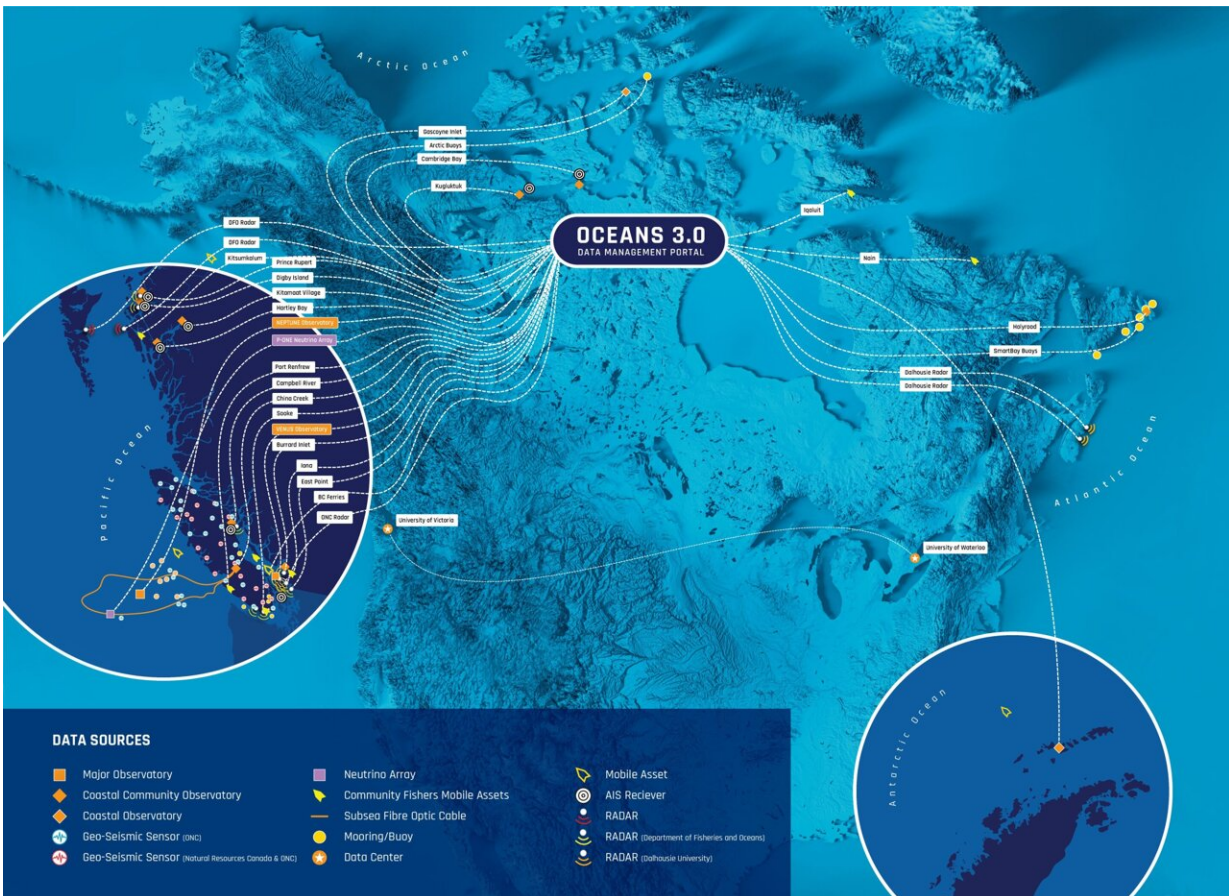 Arctic Ocean
Gascoyne Inlet
Arctic Buoys
Cambridge Bay
Kugluktuk
Iqaluit
OCEANS 3.0
DATA MANAGEMENT PORTAL
DFO Radar
DFO Radar
Kitsumkalum
Prince Rupert
Digby Island
Kitamaat Village
Hartley Bay
NEPTUNE Observatory
P-ONE Neutrino Array
Port Renfrew
Campbell River
China Creek
Sooke
VENUS Observatory
Burrard Inlet
Iona
East Point
BC Ferries
ONC Radar
Pacific Ocean
Nain
Holyrood
SmartBay Buoys
Dalhousie Radar
Dalhousie Radar
Atlantic Ocean
University of Victoria
University of Waterloo
Antarctic Ocean
DATA SOURCES
Major Observatory
Coastal Community Observatory
Coastal Observatory
Geo-Seismic Sensor (ONC)
Geo-Seismic Sensor (Natural Resources Canada & ONC)
Neutrino Array
Community Fishers Mobile Assets
Subsea Fibre Optic Cable
Mooring/Buoy
Data Center
Mobile Asset
AIS Reciever
RADAR
RADAR (Department of Fisheries and Oceans)
RADAR (Dalhousie University)